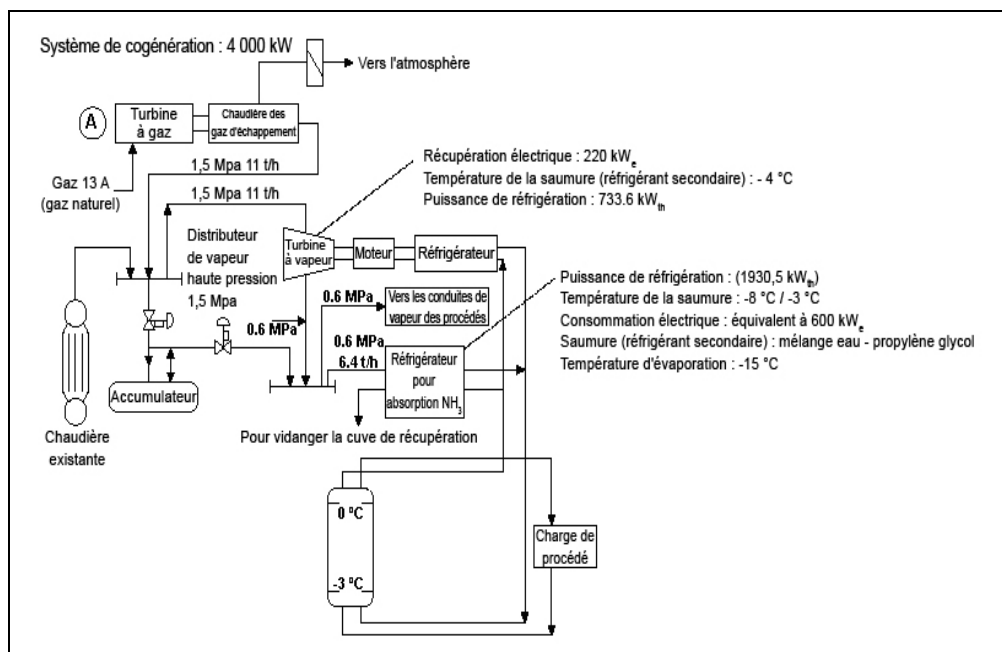 Système de cogénération : 4 000 kW
Vers l'atmosphère
A
Turbine
à gaz
Chaudière des
gaz d'échappement
1,5 Mpa 11 t/h
Gaz 13 A
(gaz naturel)
1,5 Mpa 11 t/h
Récupération électrique : 220 kWe
Température de la saumure (réfrigérant secondaire) : - 4 °C
Puissance de réfrigération : 733.6 kWth
Distributeur
de vapeur
haute pression
1,5 Mpa
Turbine
à vapeur
Moteur
Réfrigérateur
0.6 MPa
0.6 MPa
Vers les conduites de
vapeur des procédés
Puissance de réfrigération : (1930,5 kWth)
Température de la saumure : -8 °C / -3 °C
Consommation électrique : équivalent à 600 kWe
Saumure (réfrigérant secondaire) : mélange eau - propylène glycol
Température d'évaporation : -15 °C
0.6 MPa
6.4 t/h
Réfrigérateur
pour
absorption NH3
Accumulateur
Chaudière
existante
Pour vidanger la cuve de récupération
0 ºC
-3 ºC
Charge de
procédé